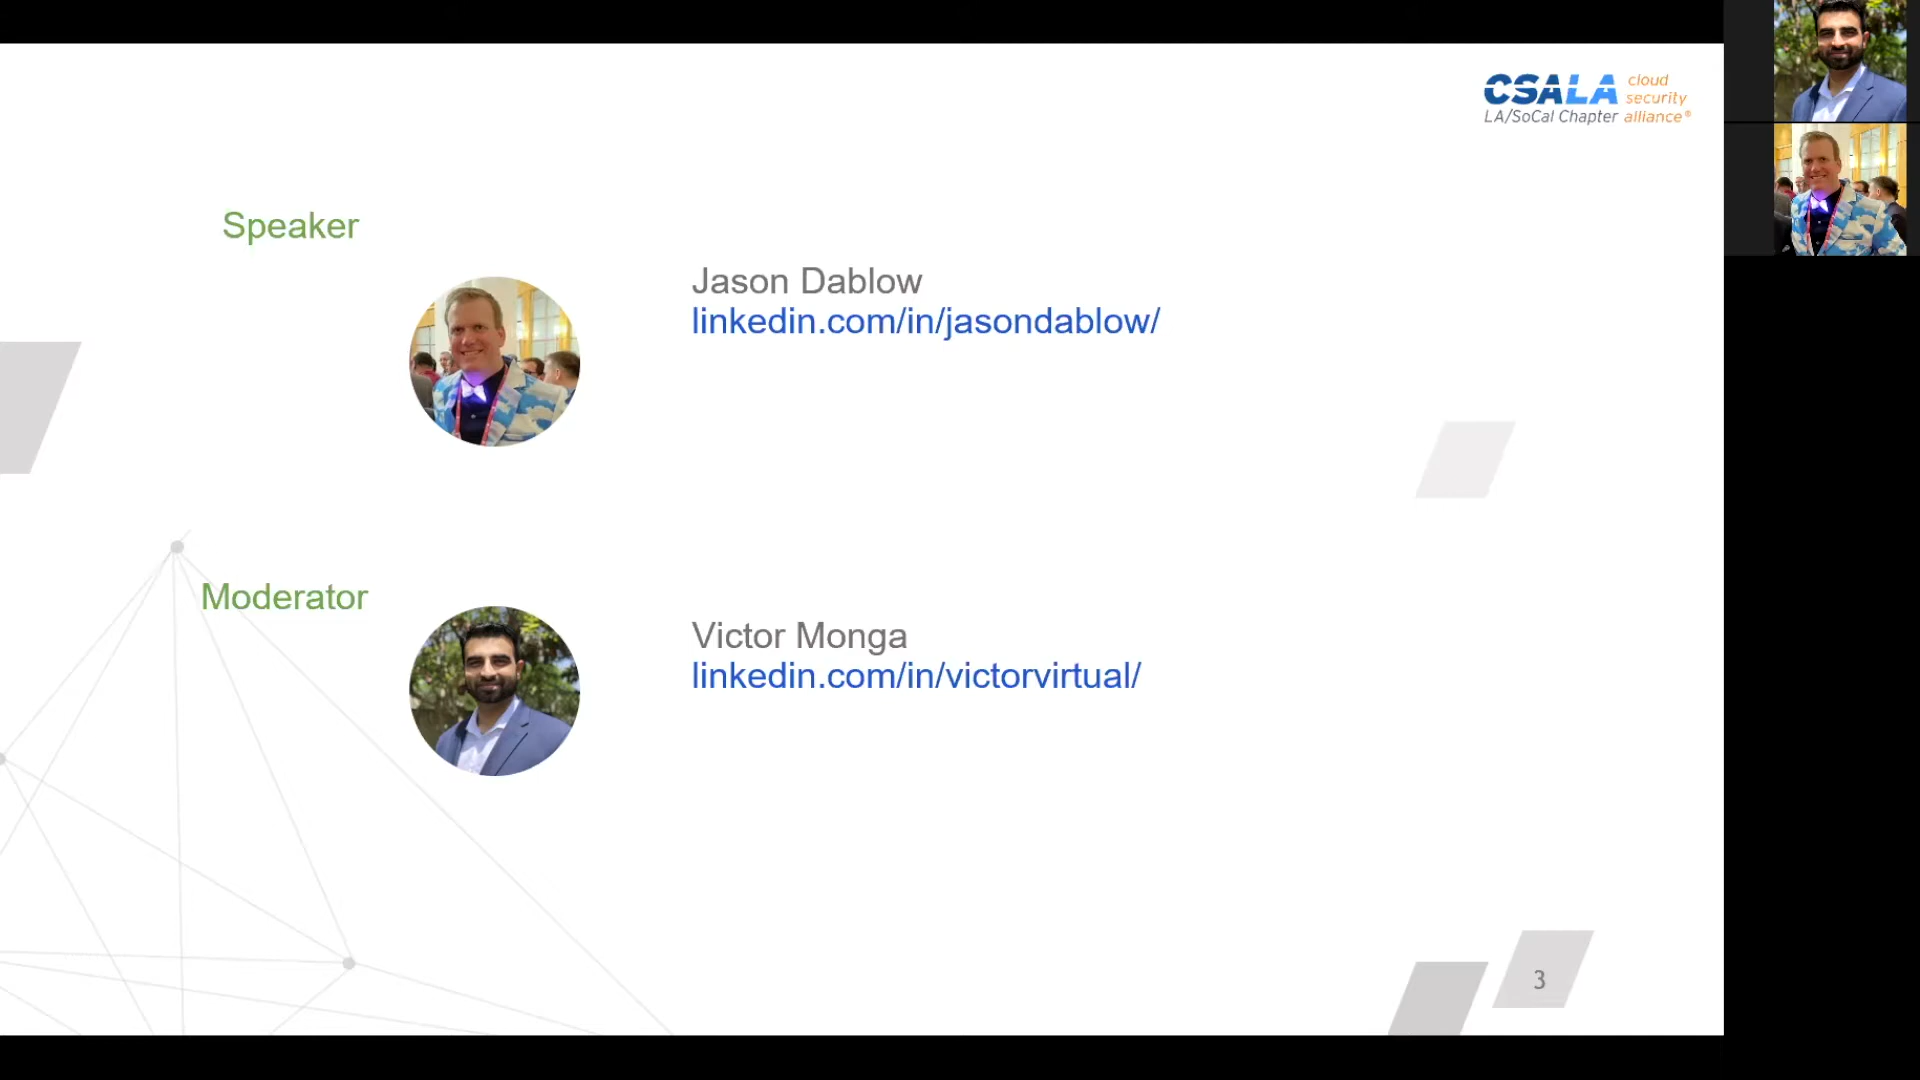 CSALA cloud
security
LA/SoCal Chapter alliance®
Speaker
Jason Dablow
linkedin.com/in/jasondablow/
Moderator
Victor Monga
linkedin.com/in/victorvirtual/
3